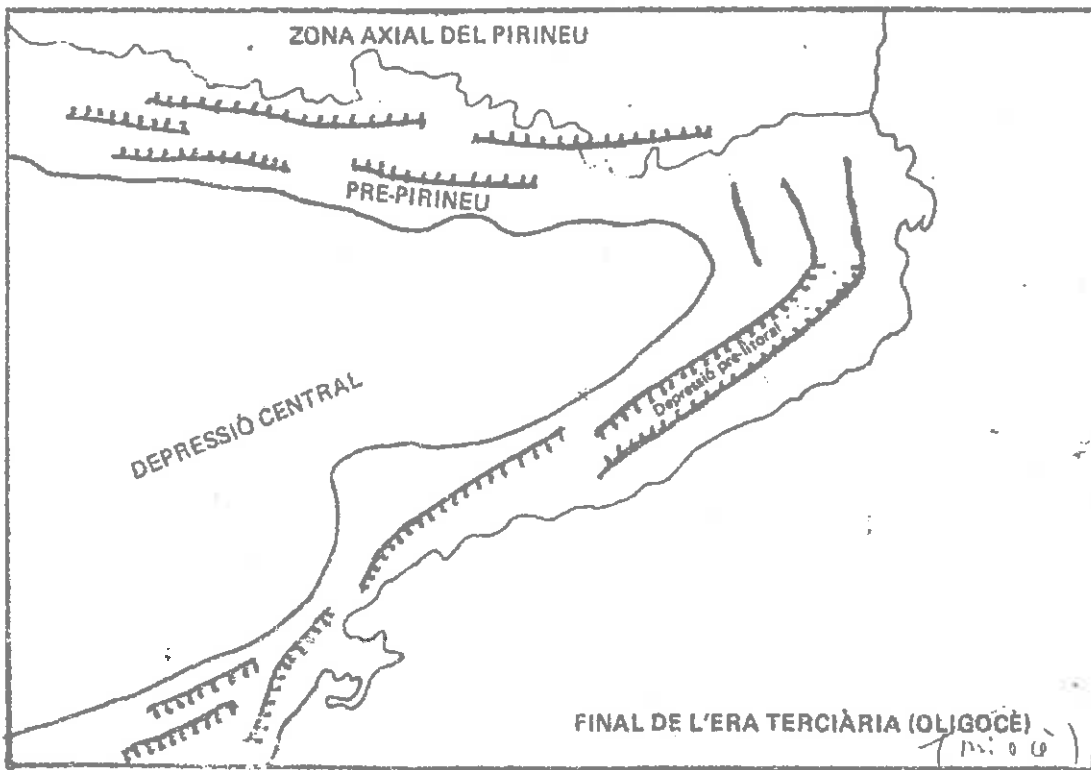 ZONA AXIAL DEL PIRINEU
PRE-PIRINEU
Depressió pre-litoral
DEPRESSIÓ CENTRAL
FINAL DE L'ERA TERCIÀRIA (OLIGOCÈ)